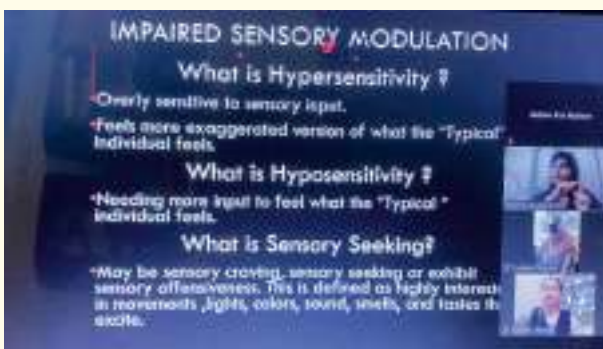 IMPAIRED SENSORY MODULATION
What is Hypersensitivity ?
•Overly sensitive to sensory input.
•Feels more exaggerated version of what the "Typical"
individual feels.
What is Hyposensitivity ?
•Needing more input to feel what the "Typical "
individual feels.
What is Sensory Seeking?
•May be sensory craving, sensory seeking or exhibit
sensory offensiveness. This is defined as highly
in movements ,lights, colors, sound, smells, and tastes
excite.